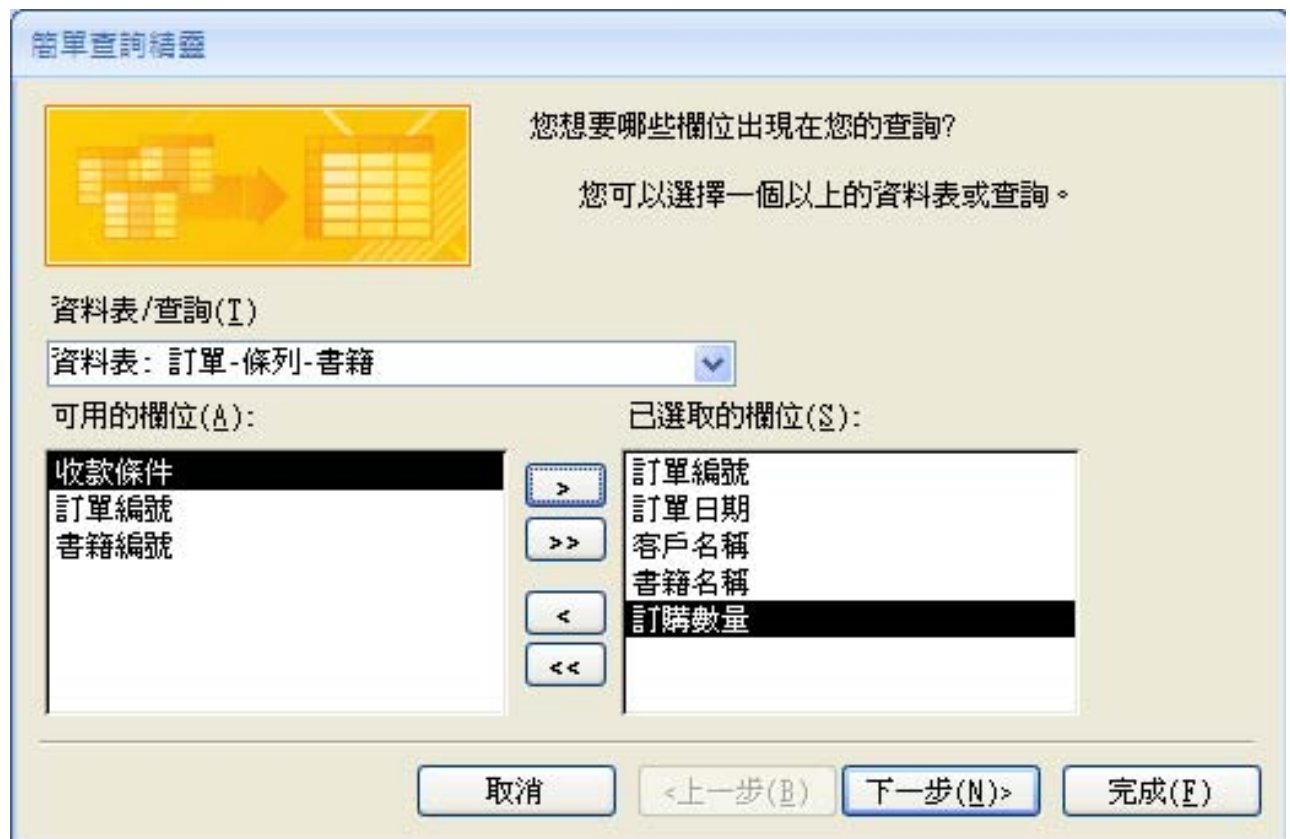 簡單查詢精靈
您想要哪些欄位出現在您的查詢?
您可以選擇一個以上的資料表或查詢。
資料表/查詢(T)
資料表: 訂單-條列-書籍
可用的欄位(A):
收款條件
訂單編號
書籍編號
>
>>
<
<<
已選取的欄位(S):
訂單編號
訂單日期
客戶名稱
書籍名稱
訂購數量
取消
<上一步(B)
下一步(N)>
完成(F)